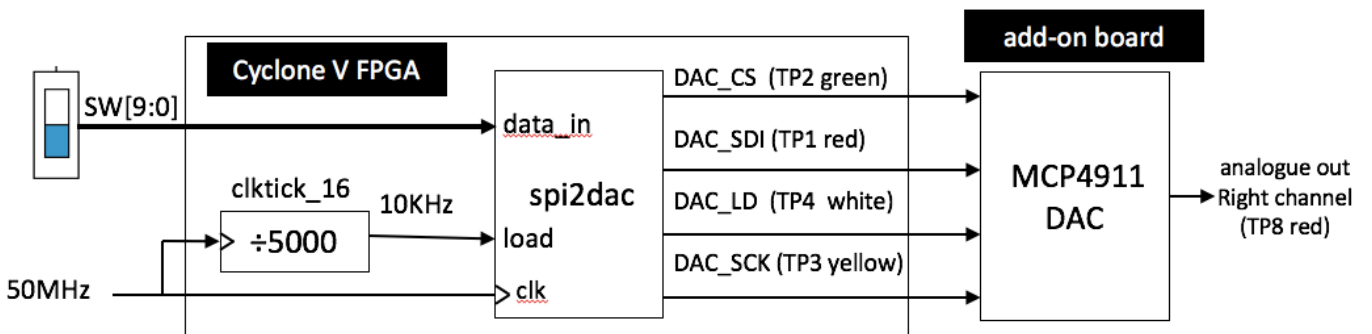 add-on board
Cyclone V FPGA
SW[9:0]
DAC_CS (TP2 green)
data_in
DAC_SDI (TP1 red)
clktick_16
10KHz
÷5000
spi2dac
load
DAC_LD (TP4 white)
MCP4911
DAC
analogue out
Right channel
(TP8 red)
50MHz
clk
DAC_SCK (TP3 yellow)